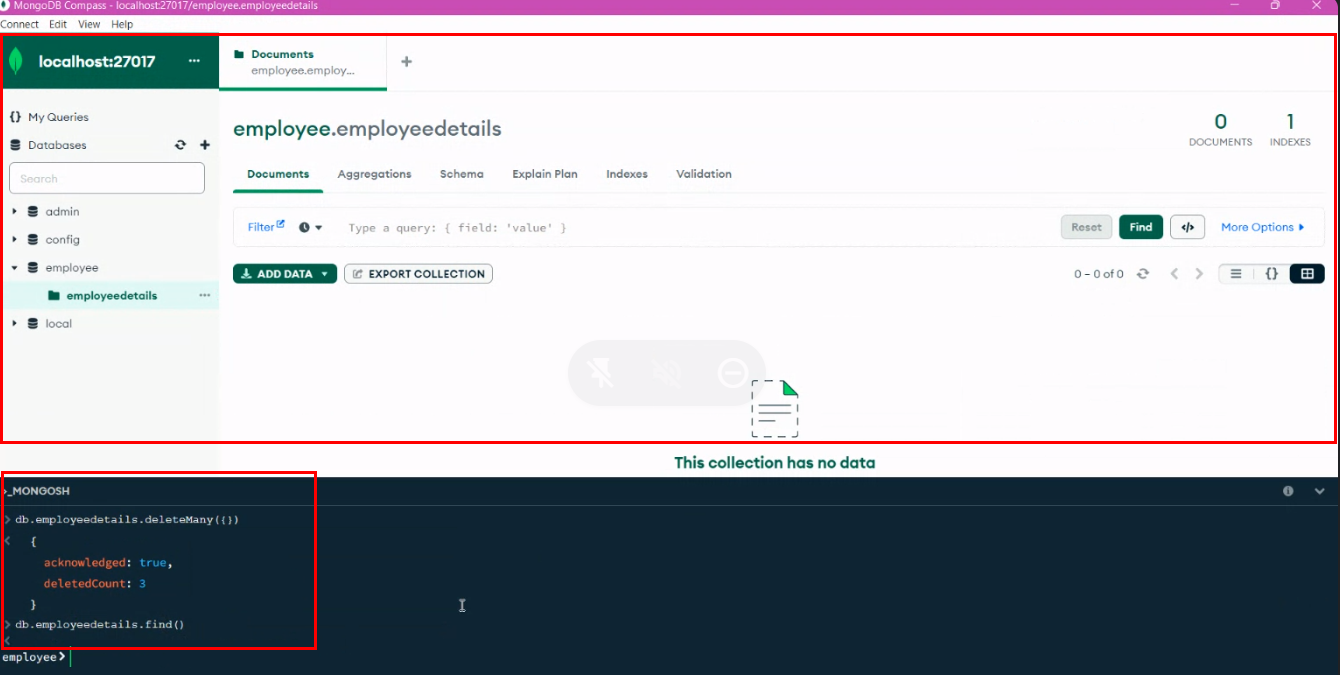 MongoDB Compass - localhost:27017/employee.employeedetails
Connect Edit View Help
localhost:27017 ...
Documents
employee.employ...
My Queries
Databases
Search
admin
config
employee
employeedetails ...
local
employee.employeedetails
0 DOCUMENTS
1 INDEXES
Documents Aggregations Schema Explain Plan Indexes Validation
Filter Type a query: { field: 'value' } Reset Find </> More Options
ADD DATA EXPORT COLLECTION 0 – 0 of 0 {}
This collection has no data
>_MONGOSH
> db.employeedetails.deleteMany({})
< {
acknowledged: true,
deletedCount: 3
}
> db.employeedetails.find()
<
employee>